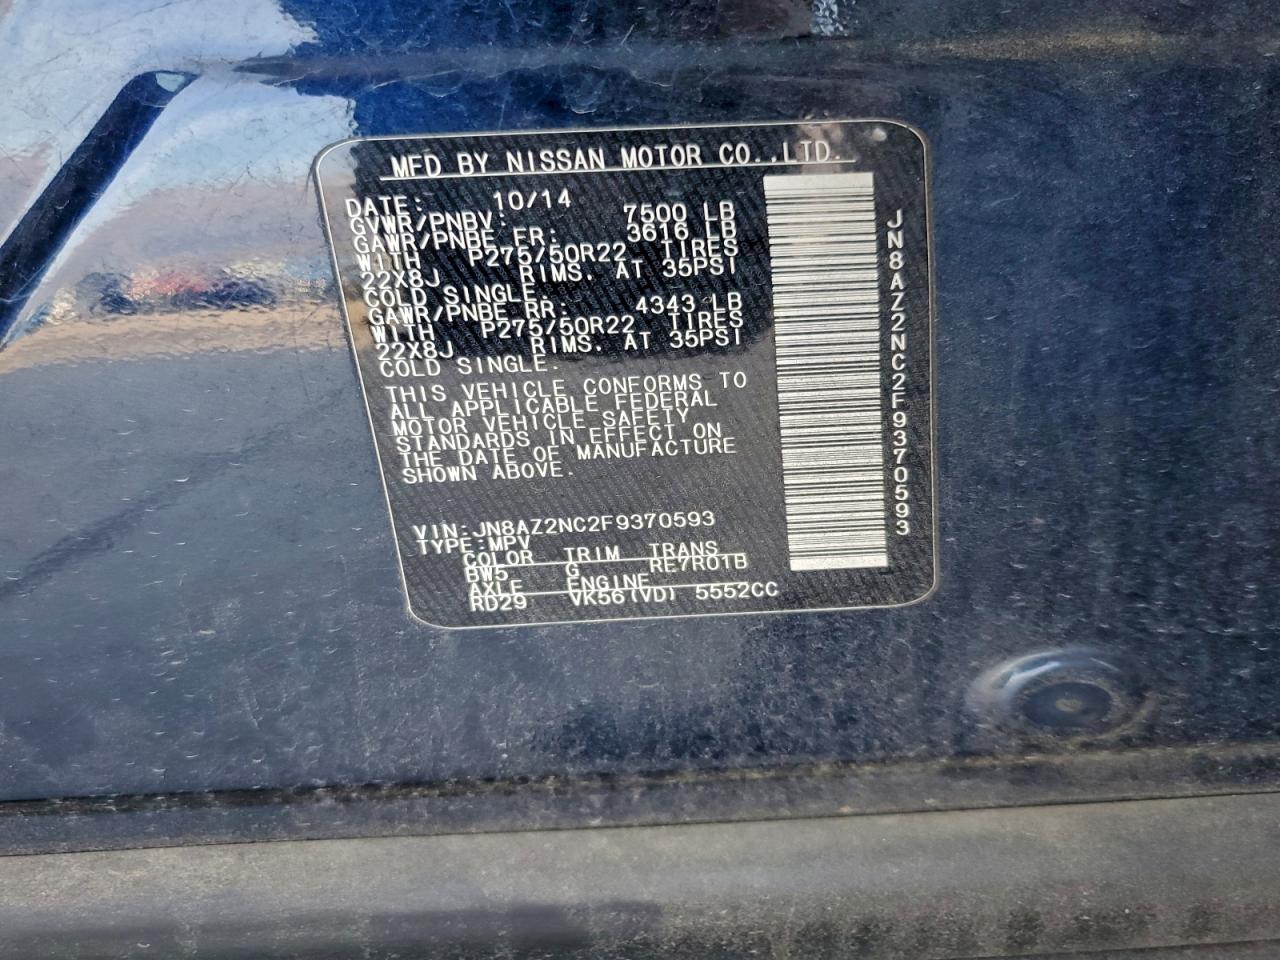 MFD BY NISSAN MOTOR CO.,LTD.
DATE: 10/14
GVWR/PNBV: 7500 LB
GAWR/PNBE FR: 3616 LB
WITH P275/50R22 TIRES
22X8J RIMS. AT 35PSI
COLD SINGLE.
GAWR/PNBE RR: 4343 LB
WITH P275/50R22 TIRES
22X8J RIMS. AT 35PSI
COLD SINGLE.
THIS VEHICLE CONFORMS TO
ALL APPLICABLE FEDERAL
MOTOR VEHICLE SAFETY
STANDARDS IN EFFECT ON
THE DATE OF MANUFACTURE
SHOWN ABOVE.
VIN:JN8AZ2NC2F9370593
TYPE:MPV
COLOR TRIM TRANS
BW5 G RE7R01B
AXLE ENGINE
RD29 VK56(VD) 5552CC
JN8AZ2NC2F9370593